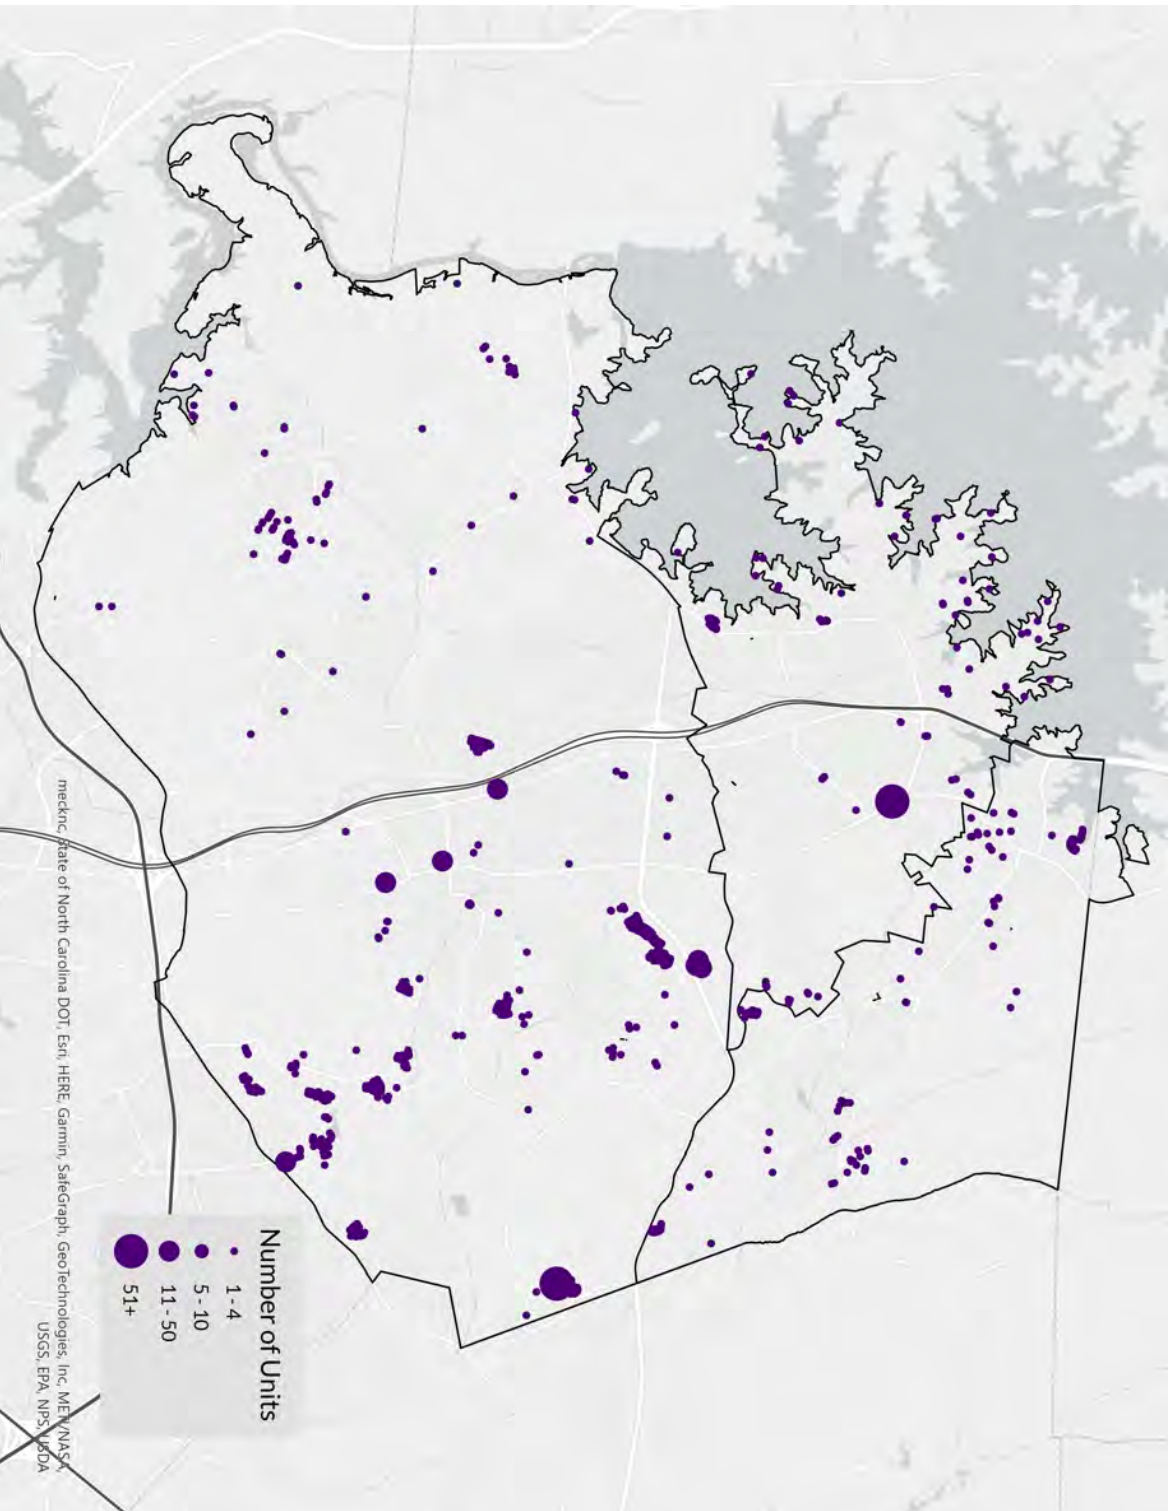 Number of Units
1 - 4
5 - 10
11 - 50
51+
mecknc, State of North Carolina DOT, Esri, HERE, Garmin, SafeGraph, GeoTechnologies, Inc, METI/NASA,
USGS, EPA, NPS, USDA